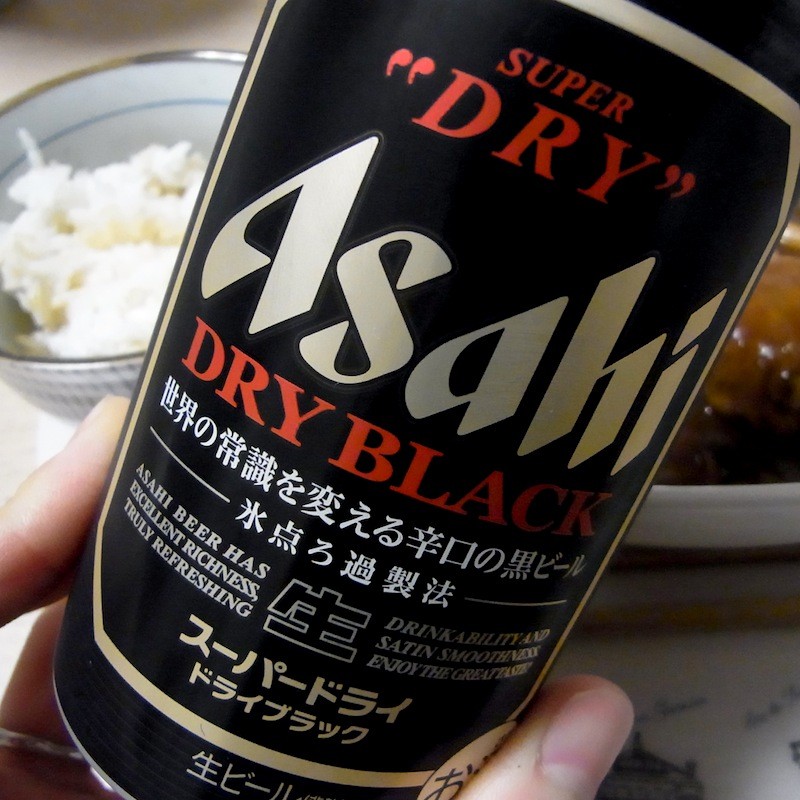 SUPER
"DRY"
Asahi
DRY BLACK
世界の常識を変える辛口の黒ビール
氷点ろ過製法
ASAHI BEER HAS
EXCELLENT RICHNESS,
TRULY REFRESHING
生
DRINKABILITY AND
SATIN SMOOTHNESS.
ENJOY THE GREAT TASTE!
スーパードライ
ドライブラック
生ビール